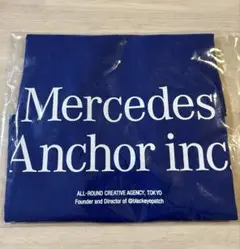 Mercedes
Anchor inc
ALL-ROUND CREATIVE AGENCY, TOKYO
Founder and Director of @blackeyepatch